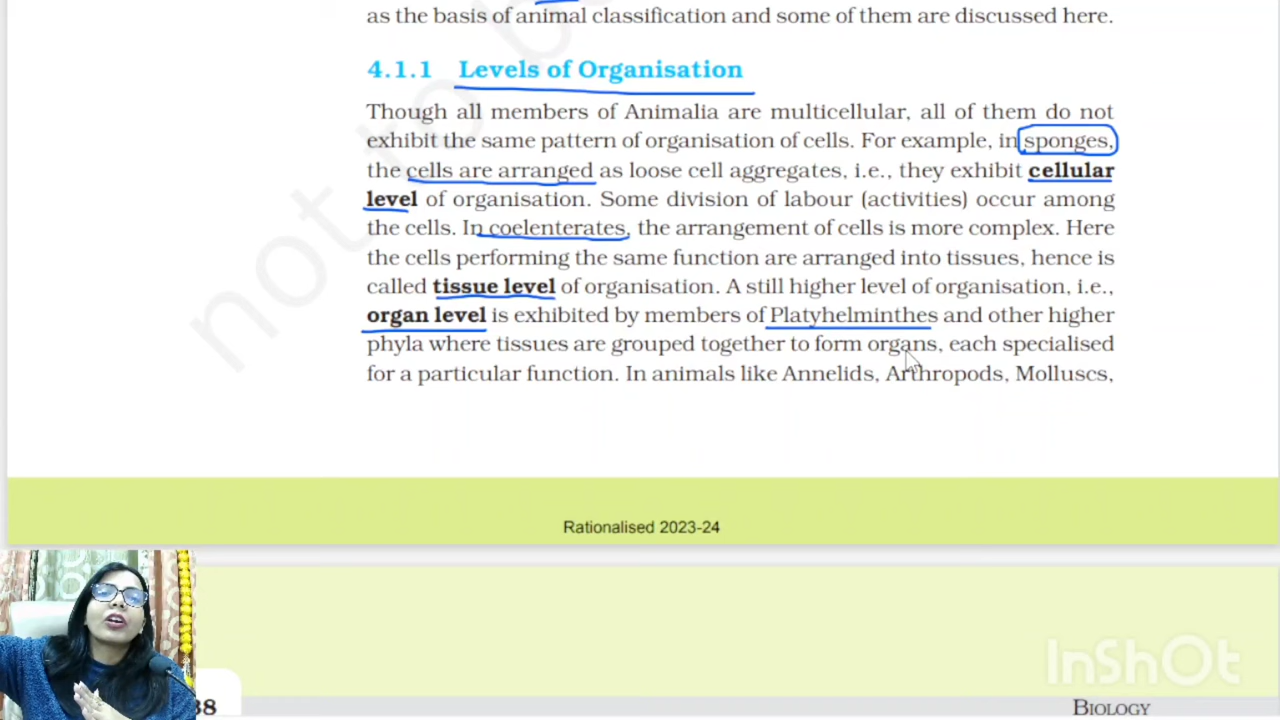 as the basis of animal classification and some of them are discussed here.
4.1.1 Levels of Organisation
Though all members of Animalia are multicellular, all of them do not
exhibit the same pattern of organisation of cells. For example, in sponges,
the cells are arranged as loose cell aggregates, i.e., they exhibit cellular
level of organisation. Some division of labour (activities) occur among
the cells. In coelenterates, the arrangement of cells is more complex. Here
the cells performing the same function are arranged into tissues, hence is
called tissue level of organisation. A still higher level of organisation, i.e.,
organ level is exhibited by members of Platyhelminthes and other higher
phyla where tissues are grouped together to form organs, each specialised
for a particular function. In animals like Annelids, Arthropods, Molluscs,
not to be
Rationalised 2023-24
InShOt
38
BIOLOGY